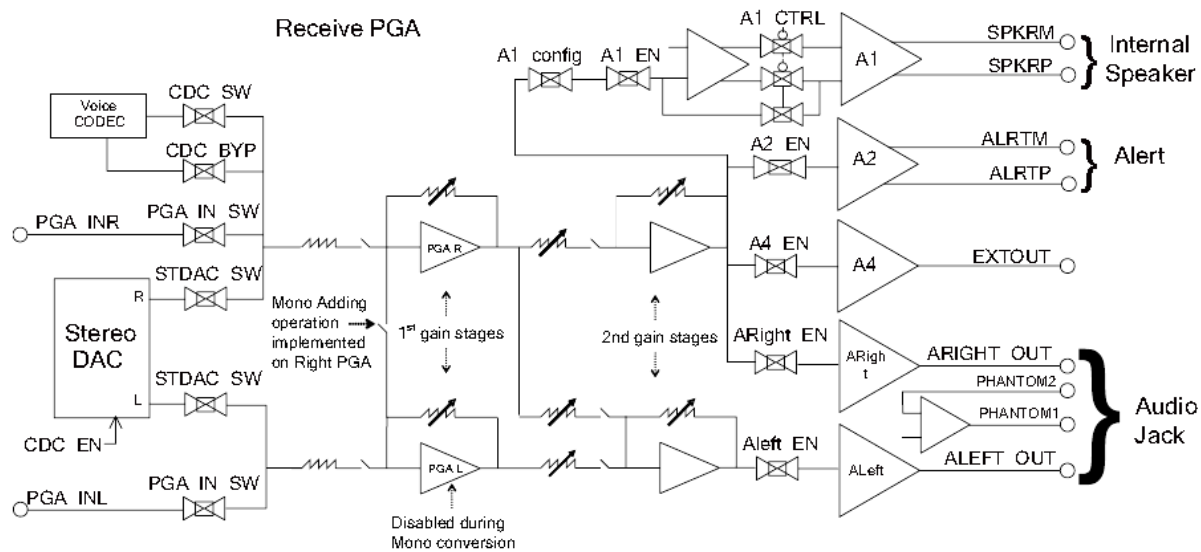 Receive PGA
A1 CTRL
A1 config
A1 EN
A1
SPKRM
SPKRP
Internal
Speaker
Voice
CODEC
CDC SW
CDC BYP
A2 EN
A2
ALRTM
ALRTP
Alert
PGA INR
PGA IN SW
PGA R
A4 EN
A4
EXTOUT
STDAC SW
R
Stereo
DAC
L
STDAC SW
CDC EN
Mono Adding
operation
implemented
on Right PGA
1st gain stages
2nd gain stages
ARight EN
ARigh
t
ARIGHT OUT
PHANTOM2
PHANTOM1
Audio
Jack
PGA INL
PGA IN SW
PGA L
Aleft EN
ALeft
ALEFT OUT
Disabled during
Mono conversion